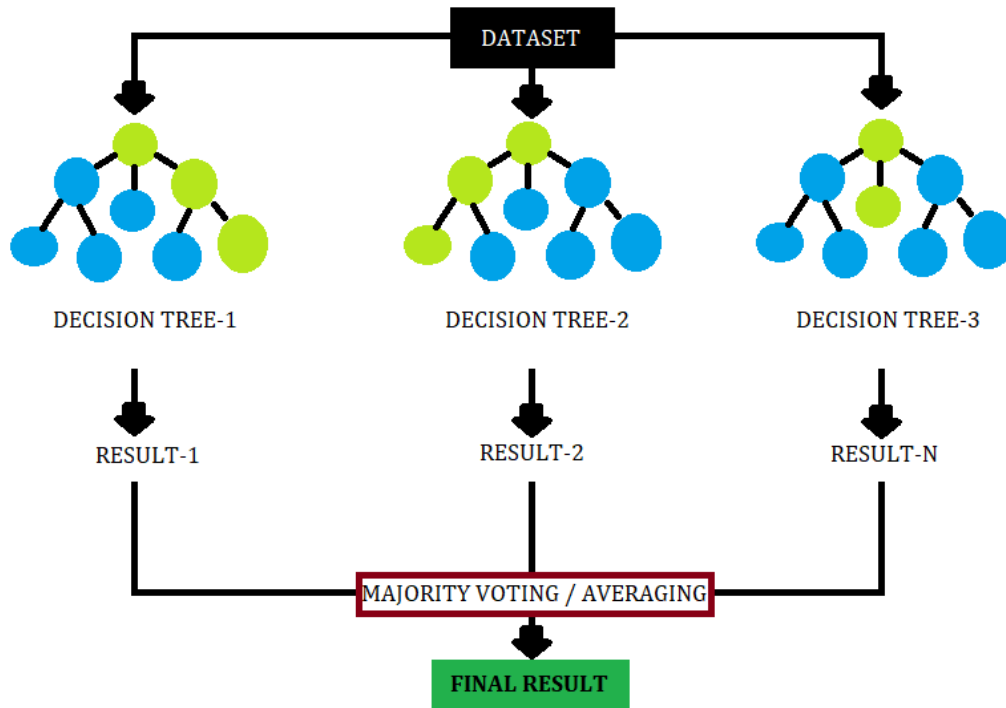 DATASET
DECISION TREE-1
DECISION TREE-2
DECISION TREE-3
RESULT-1
RESULT-2
RESULT-N
MAJORITY VOTING / AVERAGING
FINAL RESULT